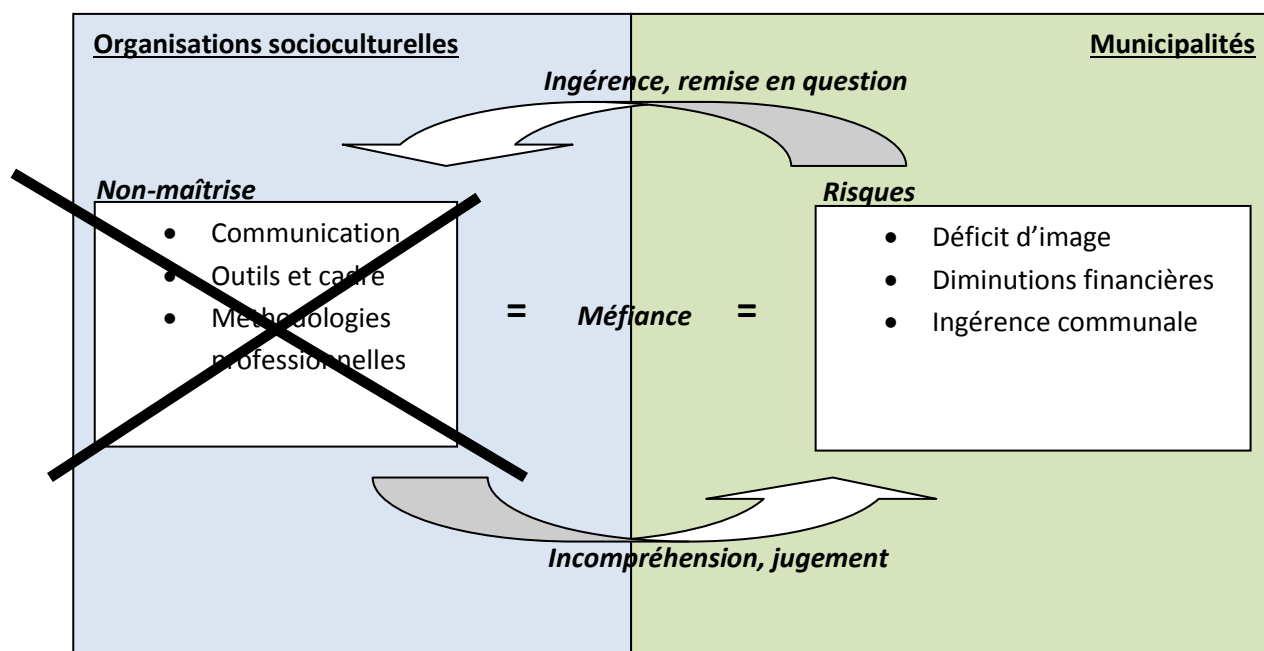 Organisations socioculturelles
Municipalités
Ingérence, remise en question
Non-maîtrise
• Communication
• Outils et cadre
• Méthodologies
professionnelles
= Méfiance =
Risques
• Déficit d’image
• Diminutions financières
• Ingérence communale
Incompréhension, jugement